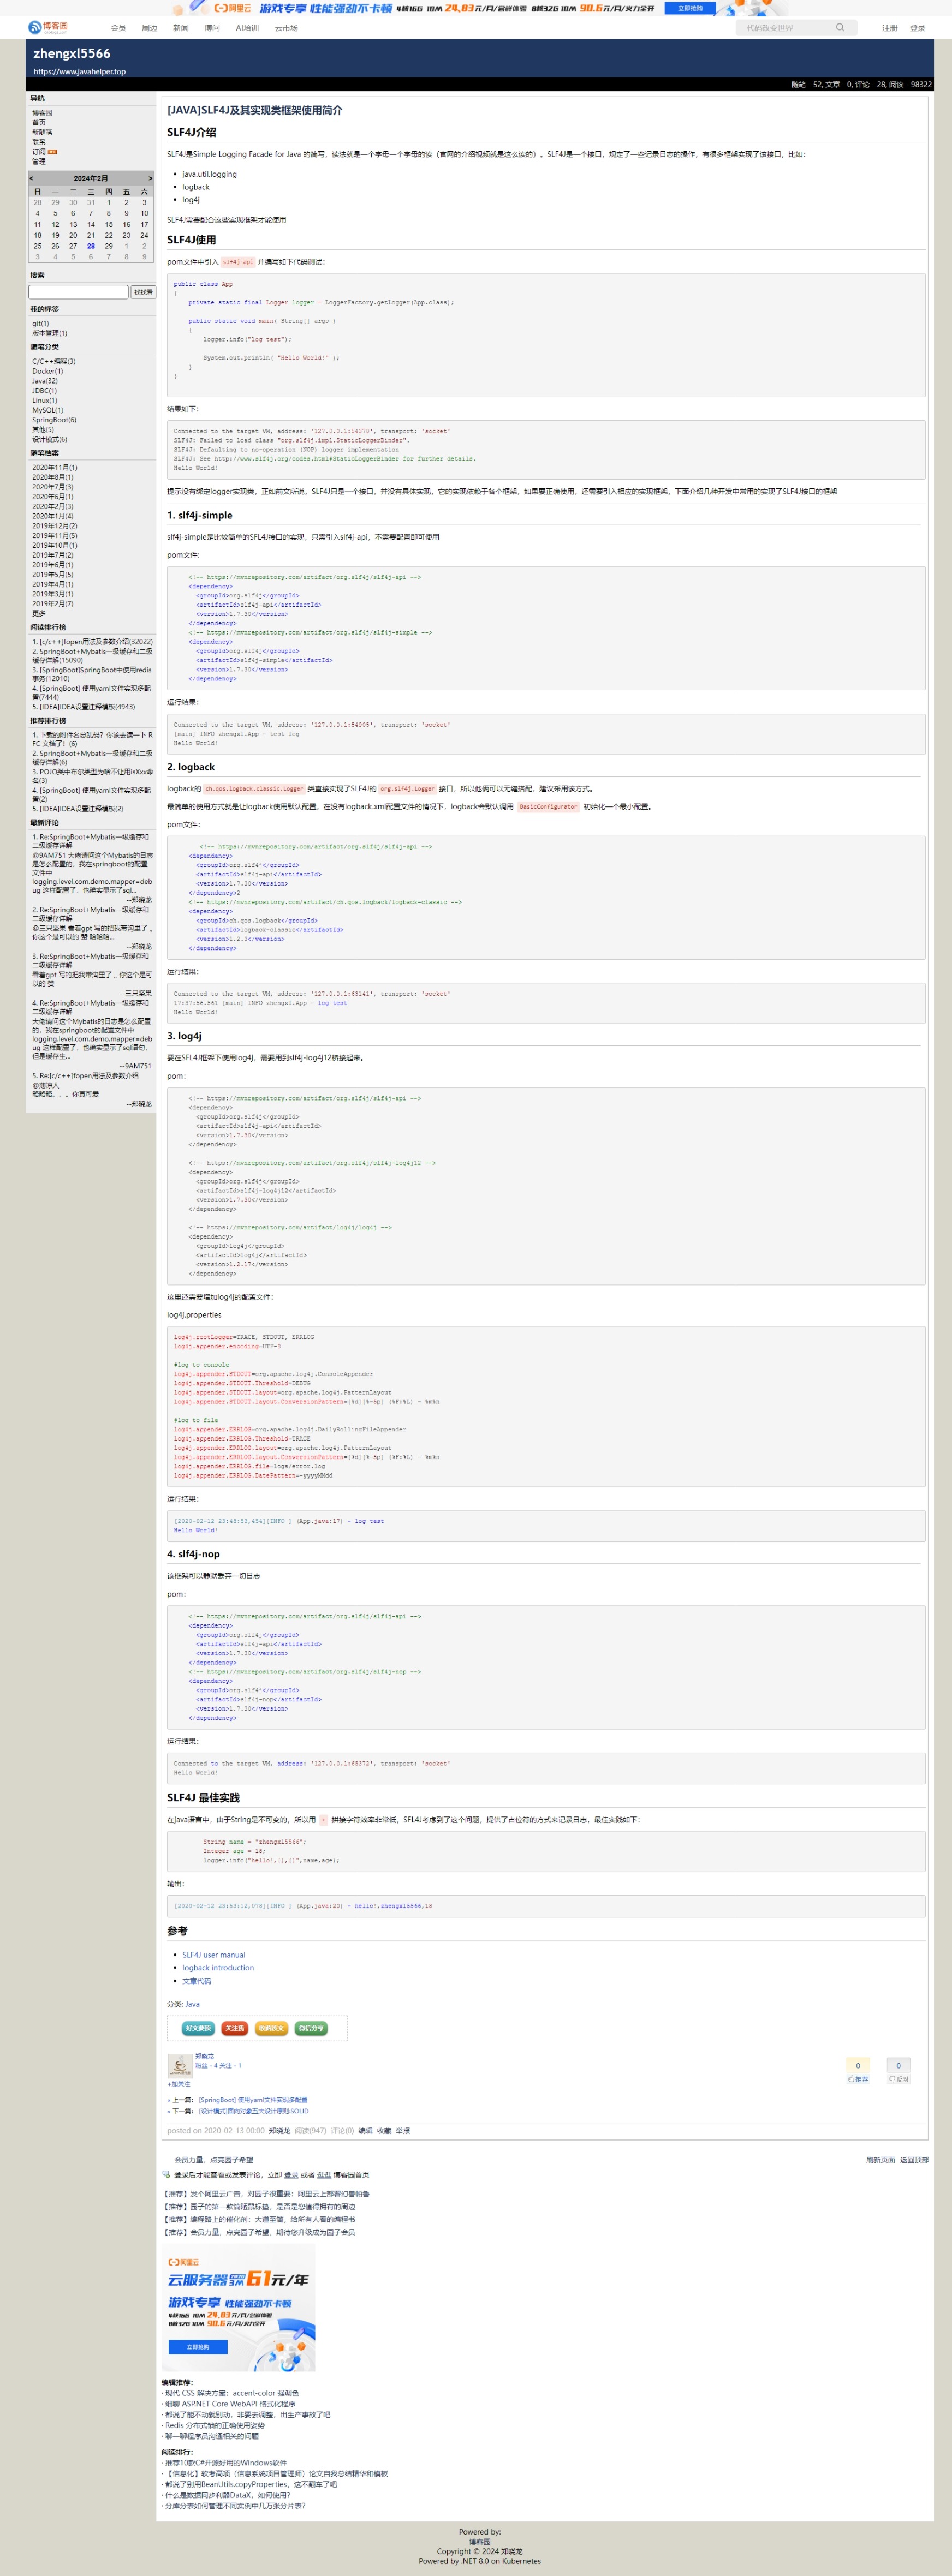 阿里云 游戏专享 性能强劲不卡顿 4核16G 10M 24.83元/月/启鲜体验 8核32G 10M 90.6元/月/火力全开 立即抢购
博客园 会员 周边 新闻 博问 AI培训 云市场 代码改变世界 注册 登录
zhengxl5566
https://www.javahelper.top
随笔 - 52, 文章 - 0, 评论 - 28, 阅读 - 98322
导航
博客园
首页
新随笔
联系
订阅
管理
< 2024年2月 >
日 一 二 三 四 五 六
28 29 30 31 1 2 3
4 5 6 7 8 9 10
11 12 13 14 15 16 17
18 19 20 21 22 23 24
25 26 27 28 29 1 2
3 4 5 6 7 8 9
搜索
找找看
我的标签
git(1)
版本管理(1)
随笔分类
C/C++编程(3)
Docker(1)
Java(32)
JDBC(1)
Linux(1)
MySQL(1)
SpringBoot(6)
其他(5)
设计模式(6)
随笔档案
2020年11月(1)
2020年8月(1)
2020年7月(3)
2020年6月(1)
2020年2月(3)
2020年1月(4)
2019年12月(2)
2019年11月(5)
2019年10月(1)
2019年7月(2)
2019年6月(1)
2019年5月(5)
2019年4月(1)
2019年3月(1)
2019年2月(7)
更多
阅读排行榜
1. [c/c++]fopen用法及参数介绍(32022)
2. SpringBoot+Mybatis一级缓存和二级
缓存详解(15090)
3. [SpringBoot]SpringBoot中使用redis
事务(12010)
4. [SpringBoot] 使用yaml文件实现多配
置(7444)
5. [IDEA]IDEA设置注释模板(4943)
推荐排行榜
1. 下载的附件名总乱码？你该去读一下 R
FC 文档了！(6)
2. SpringBoot+Mybatis一级缓存和二级
缓存详解(6)
3. POJO类中布尔类型为啥不让用isXxx命
名(3)
4. [SpringBoot] 使用yaml文件实现多配
置(2)
5. [IDEA]IDEA设置注释模板(2)
最新评论
1. Re:SpringBoot+Mybatis一级缓存和
二级缓存详解
@9AM751 大佬请问这个Mybatis的日志
是怎么配置的，我在springboot的配置
文件中
logging.level.com.demo.mapper=deb
ug 这样配置了，也确实显示了sql...
--郑晓龙
2. Re:SpringBoot+Mybatis一级缓存和
二级缓存详解
@三只坚果 看着gpt 写的把我带沟里了 ,,
你这个是可以的 赞 哈哈哈...
--郑晓龙
3. Re:SpringBoot+Mybatis一级缓存和
二级缓存详解
看着gpt 写的把我带沟里了 ,, 你这个是可
以的 赞
--三只坚果
4. Re:SpringBoot+Mybatis一级缓存和
二级缓存详解
大佬请问这个Mybatis的日志是怎么配置
的，我在springboot的配置文件中
logging.level.com.demo.mapper=deb
ug 这样配置了，也确实显示了sql语句，
但是缓存生...
--9AM751
5. Re:[c/c++]fopen用法及参数介绍
@薄凉人
略略略。。。你真可爱
--郑晓龙
[JAVA]SLF4J及其实现类框架使用简介
SLF4J介绍
SLF4J是Simple Logging Facade for Java 的简写，读法就是一个字母一个字母的读（官网的介绍视频就是这么读的）。SLF4J是一个接口，规定了一些记录日志的操作，有很多框架实现了该接口，比如：
java.util.logging
logback
log4j
SLF4J需要配合这些实现框架才能使用
SLF4J使用
pom文件中引入 slf4j-api 并编写如下代码测试：
public class App
{
private static final Logger logger = LoggerFactory.getLogger(App.class);
public static void main( String[] args )
{
logger.info("log test");
System.out.println( "Hello World!" );
}
}
结果如下：
Connected to the target VM, address: '127.0.0.1:54370', transport: 'socket'
SLF4J: Failed to load class "org.slf4j.impl.StaticLoggerBinder".
SLF4J: Defaulting to no-operation (NOP) logger implementation
SLF4J: See http://www.slf4j.org/codes.html#StaticLoggerBinder for further details.
Hello World!
提示没有绑定logger实现类，正如前文所说，SLF4J只是一个接口，并没有具体实现，它的实现依赖于各个框架，如果要正确使用，还需要引入相应的实现框架，下面介绍几种开发中常用的实现了SLF4J接口的框架
1. slf4j-simple
slf4j-simple是比较简单的SFL4J接口的实现，只需引入slf4j-api，不需要配置即可使用
pom文件:
<!-- https://mvnrepository.com/artifact/org.slf4j/slf4j-api -->
<dependency>
<groupId>org.slf4j</groupId>
<artifactId>slf4j-api</artifactId>
<version>1.7.30</version>
</dependency>
<!-- https://mvnrepository.com/artifact/org.slf4j/slf4j-simple -->
<dependency>
<groupId>org.slf4j</groupId>
<artifactId>slf4j-simple</artifactId>
<version>1.7.30</version>
</dependency>
运行结果：
Connected to the target VM, address: '127.0.0.1:54905', transport: 'socket'
[main] INFO zhengxl.App - test log
Hello World!
2. logback
logback的 ch.qos.logback.classic.Logger 类直接实现了SLF4J的 org.slf4j.Logger 接口，所以他俩可以无缝搭配，建议采用该方式。
最简单的使用方式就是让logback使用默认配置，在没有logback.xml配置文件的情况下，logback会默认调用 BasicConfigurator 初始化一个最小配置。
pom文件：
<!-- https://mvnrepository.com/artifact/org.slf4j/slf4j-api -->
<dependency>
<groupId>org.slf4j</groupId>
<artifactId>slf4j-api</artifactId>
<version>1.7.30</version>
</dependency>2
<!-- https://mvnrepository.com/artifact/ch.qos.logback/logback-classic -->
<dependency>
<groupId>ch.qos.logback</groupId>
<artifactId>logback-classic</artifactId>
<version>1.2.3</version>
</dependency>
运行结果：
Connected to the target VM, address: '127.0.0.1:63141', transport: 'socket'
17:37:56.561 [main] INFO zhengxl.App - log test
Hello World!
3. log4j
要在SFL4J框架下使用log4j，需要用到slf4j-log4j12桥接起来。
pom：
<!-- https://mvnrepository.com/artifact/org.slf4j/slf4j-api -->
<dependency>
<groupId>org.slf4j</groupId>
<artifactId>slf4j-api</artifactId>
<version>1.7.30</version>
</dependency>
<!-- https://mvnrepository.com/artifact/org.slf4j/slf4j-log4j12 -->
<dependency>
<groupId>org.slf4j</groupId>
<artifactId>slf4j-log4j12</artifactId>
<version>1.7.30</version>
</dependency>
<!-- https://mvnrepository.com/artifact/log4j/log4j -->
<dependency>
<groupId>log4j</groupId>
<artifactId>log4j</artifactId>
<version>1.2.17</version>
</dependency>
这里还需要增加log4j的配置文件：
log4j.properties
log4j.rootLogger=TRACE, STDOUT, ERRLOG
log4j.appender.encoding=UTF-8
#log to console
log4j.appender.STDOUT=org.apache.log4j.ConsoleAppender
log4j.appender.STDOUT.Threshold=DEBUG
log4j.appender.STDOUT.layout=org.apache.log4j.PatternLayout
log4j.appender.STDOUT.layout.ConversionPattern=[%d][%-5p] (%F:%L) - %m%n
#log to file
log4j.appender.ERRLOG=org.apache.log4j.DailyRollingFileAppender
log4j.appender.ERRLOG.Threshold=TRACE
log4j.appender.ERRLOG.layout=org.apache.log4j.PatternLayout
log4j.appender.ERRLOG.layout.ConversionPattern=[%d][%-5p] (%F:%L) - %m%n
log4j.appender.ERRLOG.file=logs/error.log
log4j.appender.ERRLOG.DatePattern=-yyyyMMdd
运行结果：
[2020-02-12 23:48:53,484][INFO ] (App.java:17) - log test
Hello World!
4. slf4j-nop
该框架可以静默丢弃一切日志
pom：
<!-- https://mvnrepository.com/artifact/org.slf4j/slf4j-api -->
<dependency>
<groupId>org.slf4j</groupId>
<artifactId>slf4j-api</artifactId>
<version>1.7.30</version>
</dependency>
<!-- https://mvnrepository.com/artifact/org.slf4j/slf4j-nop -->
<dependency>
<groupId>org.slf4j</groupId>
<artifactId>slf4j-nop</artifactId>
<version>1.7.30</version>
</dependency>
运行结果：
Connected to the target VM, address: '127.0.0.1:65372', transport: 'socket'
Hello World!
SLF4J 最佳实践
在java语言中，由于String是不可变的，所以用 + 拼接字符效率非常低，SFL4J考虑到了这个问题，提供了占位符的方式来记录日志，最佳实践如下：
String name = "zhengxl5566";
Integer age = 18;
logger.info("hello!,{},{}",name,age);
输出：
[2020-02-12 23:53:12,078][INFO ] (App.java:20) - hello!,zhengxl5566,18
参考
SLF4J user manual
logback introduction
文章代码
分类: Java
好文要顶 关注我 收藏该文 微信分享
郑晓龙
粉丝 - 4 关注 - 1
+加关注
0 推荐
0 反对
« 上一篇： [SpringBoot] 使用yaml文件实现多配置
» 下一篇： [设计模式]面向对象五大设计原则:SOLID
posted on 2020-02-13 00:00 郑晓龙 阅读(947) 评论(0) 编辑 收藏 举报
会员力量，点亮园子希望
刷新页面 返回顶部
登录后才能查看或发表评论，立即 登录 或者 逛逛 博客园首页
【推荐】发个阿里云广告，对园子很重要：阿里云上部署幻兽帕鲁
【推荐】园子的第一款简晒鼠标垫，是否是您值得拥有的周边
【推荐】编程路上的催化剂：大道至简，给所有人看的编程书
【推荐】会员力量，点亮园子希望，期待您升级成为园子会员
阿里云
云服务器 61元/年
游戏专享 性能强劲不卡顿
4核16G 10M 24.83元/月/启鲜体验
8核32G 10M 90.6元/月/火力全开
立即抢购
编辑推荐：
· 现代 CSS 解决方案：accent-color 强调色
· 细聊 ASP.NET Core WebAPI 格式化程序
· 都说了能不动就别动，非要去调整，出生产事故了吧
· Redis 分布式锁的正确使用姿势
· 聊一聊程序员沟通相关的问题
阅读排行：
· 推荐10款C#开源好用的Windows软件
· 【信息化】软考高项（信息系统项目管理师）论文自我总结精华和模板
· 都说了别用BeanUtils.copyProperties，这不翻车了吧
· 什么是数据同步利器DataX，如何使用？
· 分库分表如何管理不同实例中几万张分片表？
Powered by:
博客园
Copyright © 2024 郑晓龙
Powered by .NET 8.0 on Kubernetes